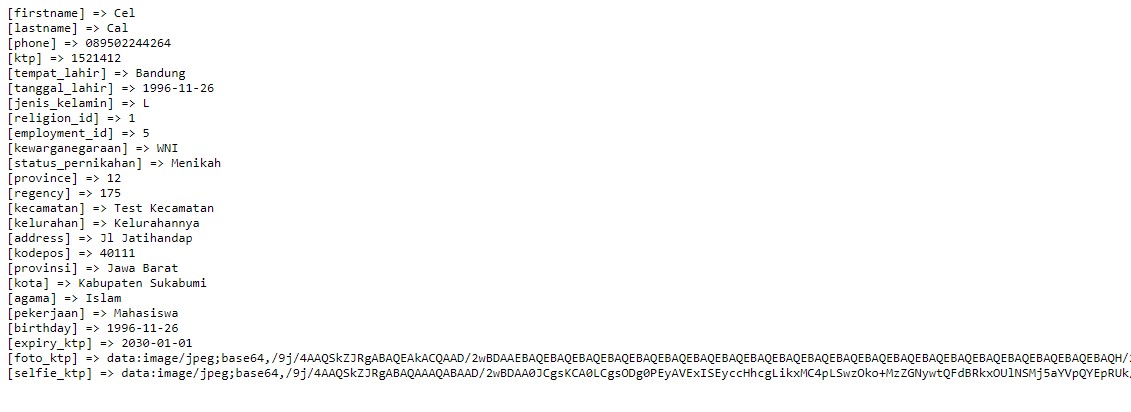 [firstname] => Cel
[lastname] => Cal
[phone] => 089502244264
[ktp] => 1521412
[tempat_lahir] => Bandung
[tanggal_lahir] => 1996-11-26
[jenis_kelamin] => L
[religion_id] => 1
[employment_id] => 5
[kewarganegaraan] => WNI
[status_pernikahan] => Menikah
[province] => 12
[regency] => 175
[kecamatan] => Test Kecamatan
[kelurahan] => Kelurahannya
[address] => Jl Jatihandap
[kodepos] => 40111
[provinsi] => Jawa Barat
[kota] => Kabupaten Sukabumi
[agama] => Islam
[pekerjaan] => Mahasiswa
[birthday] => 1996-11-26
[expiry_ktp] => 2030-01-01
[foto_ktp] => data:image/jpeg;base64,/9j/4AAQSkZJRgABAQEAkACQAAD/2wBDAAEBAQEBAQEBAQEBAQEBAQEBAQEBAQEBAQEBAQEBAQEBAQEBAQEBAQEBAQEBAQEBAQEBAQEBAQEBAQEBAQEBAQH/
[selfie_ktp] => data:image/jpeg;base64,/9j/4AAQSkZJRgABAQAAAQABAAD/2wBDAA0JCgsKCA0LCgsODg0PEyAVExISEyccHhcgLikxMC4pLSwzOko+MzZGNywtQFdBRkxOUlNSMj5aYVpQYEpRUk